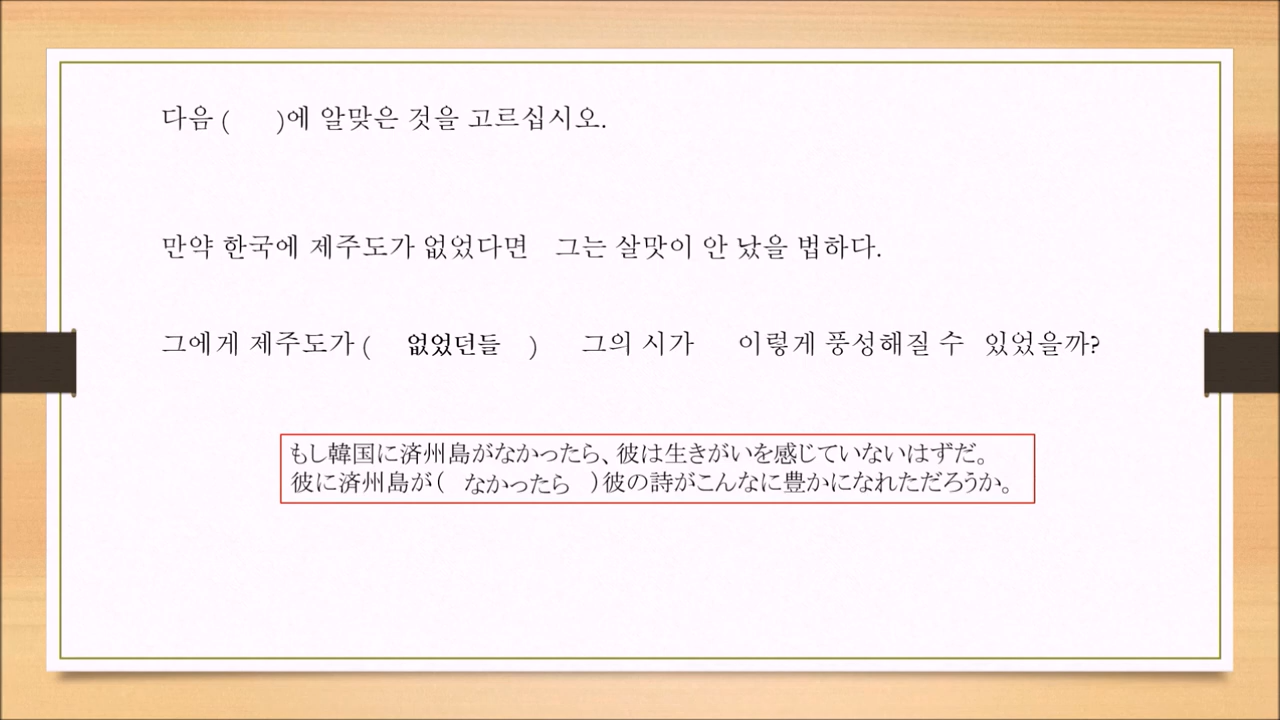 다음 (      )에 알맞은 것을 고르십시오.
만약 한국에 제주도가 없었다면   그는 살맛이 안 났을 법하다.
그에게 제주도가 (    없었던들    )     그의 시가     이렇게 풍성해질 수  있었을까?
もし韓国に済州島がなかったら、彼は生きがいを感じていないはずだ。
彼に済州島が(  なかったら  )彼の詩がこんなに豊かになれただろうか。